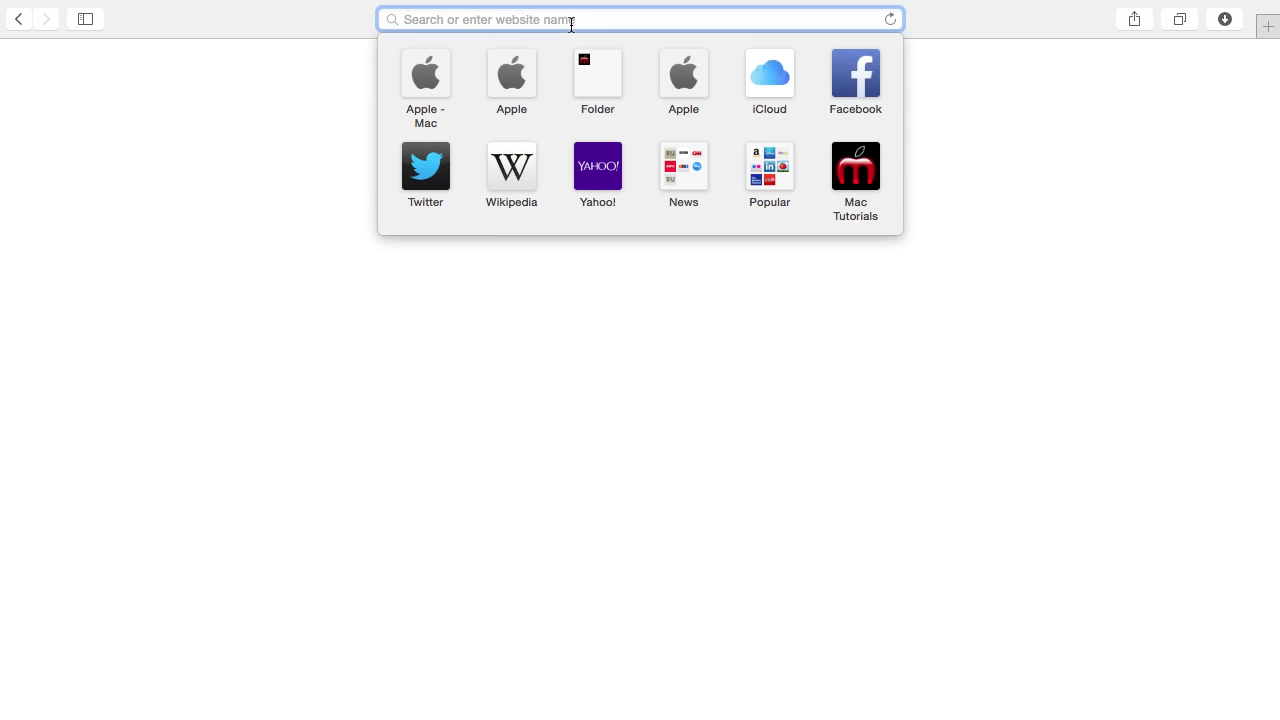 Search or enter website name
Apple - Mac
Apple
Folder
Apple
iCloud
Facebook
W
YAHOO!
Twitter
Wikipedia
Yahoo!
News
Popular
Mac Tutorials